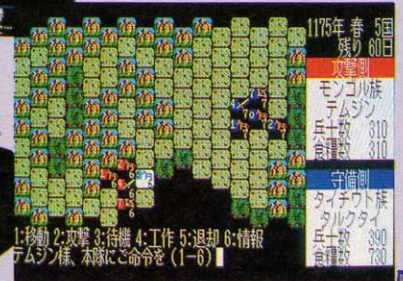 1175年 春 5国
残り 60日
攻撃側
モンゴル族
テムジン
兵士数 310
食糧数 310
守備側
タイチウト族
タルクタイ
兵士数 390
食糧数 730
1:移動 2:攻撃 3:待機 4:工作 5:退却 6:情報
テムジン様、本隊にご命令を(1-6)